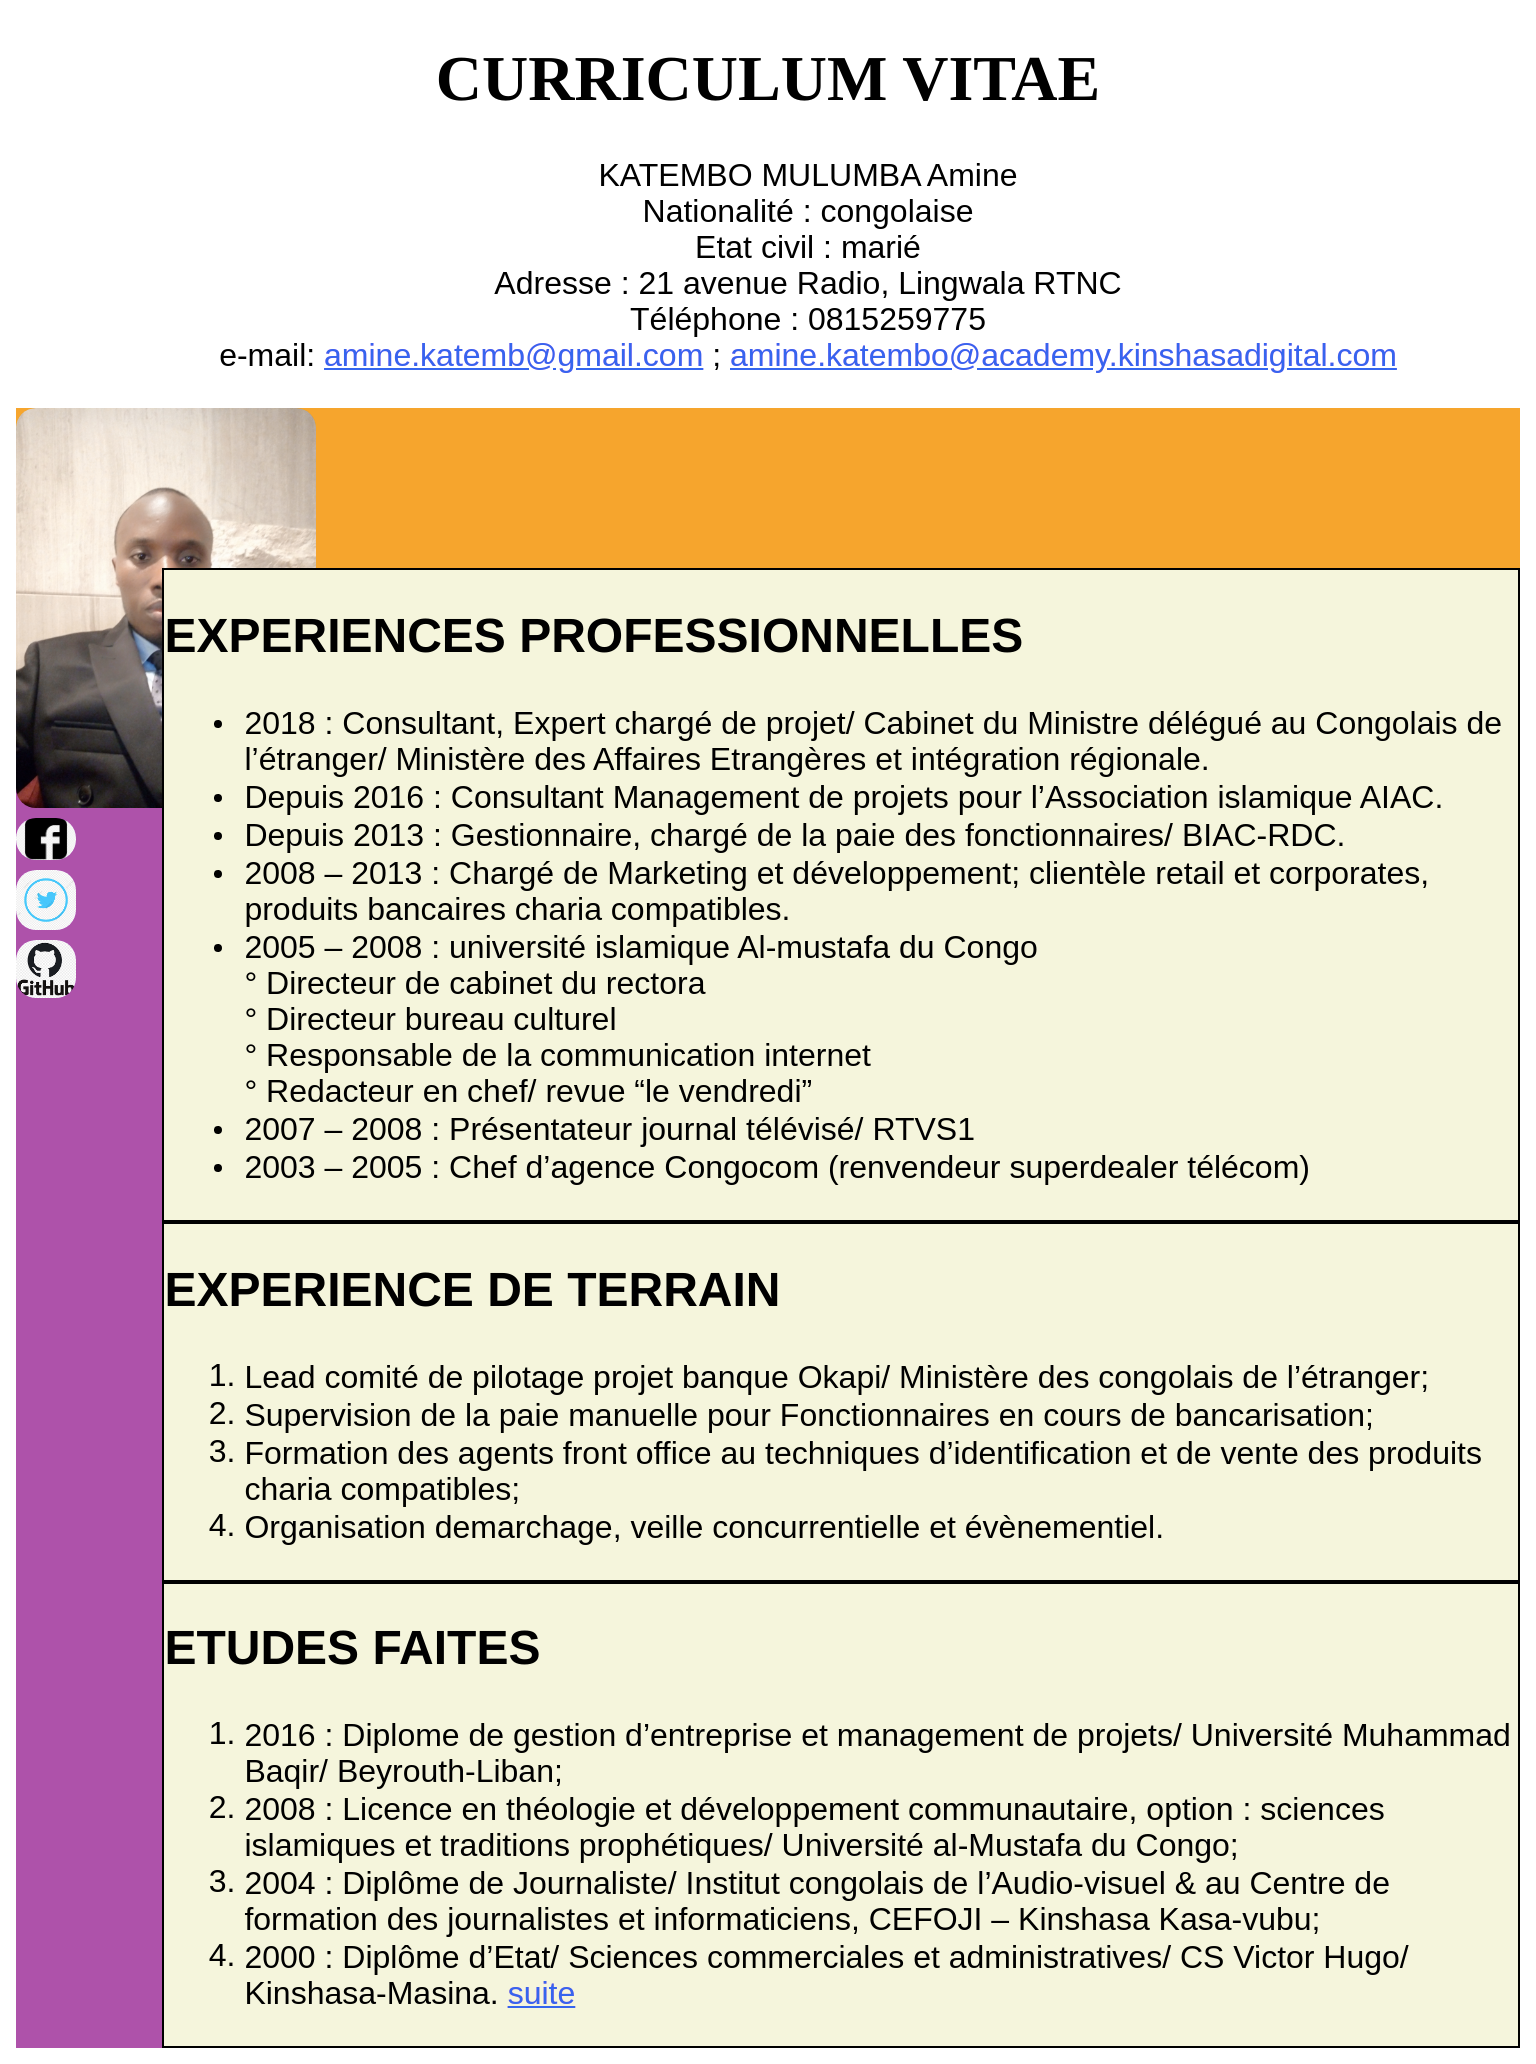 CURRICULUM VITAE
KATEMBO MULUMBA Amine
Nationalité : congolaise
Etat civil : marié
Adresse : 21 avenue Radio, Lingwala RTNC
Téléphone : 0815259775
e-mail: amine.katemb@gmail.com ; amine.katembo@academy.kinshasadigital.com
EXPERIENCES PROFESSIONNELLES
• 2018 : Consultant, Expert chargé de projet/ Cabinet du Ministre délégué au Congolais de
l’étranger/ Ministère des Affaires Etrangères et intégration régionale.
• Depuis 2016 : Consultant Management de projets pour l’Association islamique AIAC.
• Depuis 2013 : Gestionnaire, chargé de la paie des fonctionnaires/ BIAC-RDC.
• 2008 – 2013 : Chargé de Marketing et développement; clientèle retail et corporates,
produits bancaires charia compatibles.
• 2005 – 2008 : université islamique Al-mustafa du Congo
° Directeur de cabinet du rectora
° Directeur bureau culturel
° Responsable de la communication internet
° Redacteur en chef/ revue “le vendredi”
• 2007 – 2008 : Présentateur journal télévisé/ RTVS1
• 2003 – 2005 : Chef d’agence Congocom (renvendeur superdealer télécom)
GitHub
EXPERIENCE DE TERRAIN
1. Lead comité de pilotage projet banque Okapi/ Ministère des congolais de l’étranger;
2. Supervision de la paie manuelle pour Fonctionnaires en cours de bancarisation;
3. Formation des agents front office au techniques d’identification et de vente des produits
charia compatibles;
4. Organisation demarchage, veille concurrentielle et évènementiel.
ETUDES FAITES
1. 2016 : Diplome de gestion d’entreprise et management de projets/ Université Muhammad
Baqir/ Beyrouth-Liban;
2. 2008 : Licence en théologie et développement communautaire, option : sciences
islamiques et traditions prophétiques/ Université al-Mustafa du Congo;
3. 2004 : Diplôme de Journaliste/ Institut congolais de l’Audio-visuel & au Centre de
formation des journalistes et informaticiens, CEFOJI – Kinshasa Kasa-vubu;
4. 2000 : Diplôme d’Etat/ Sciences commerciales et administratives/ CS Victor Hugo/
Kinshasa-Masina. suite